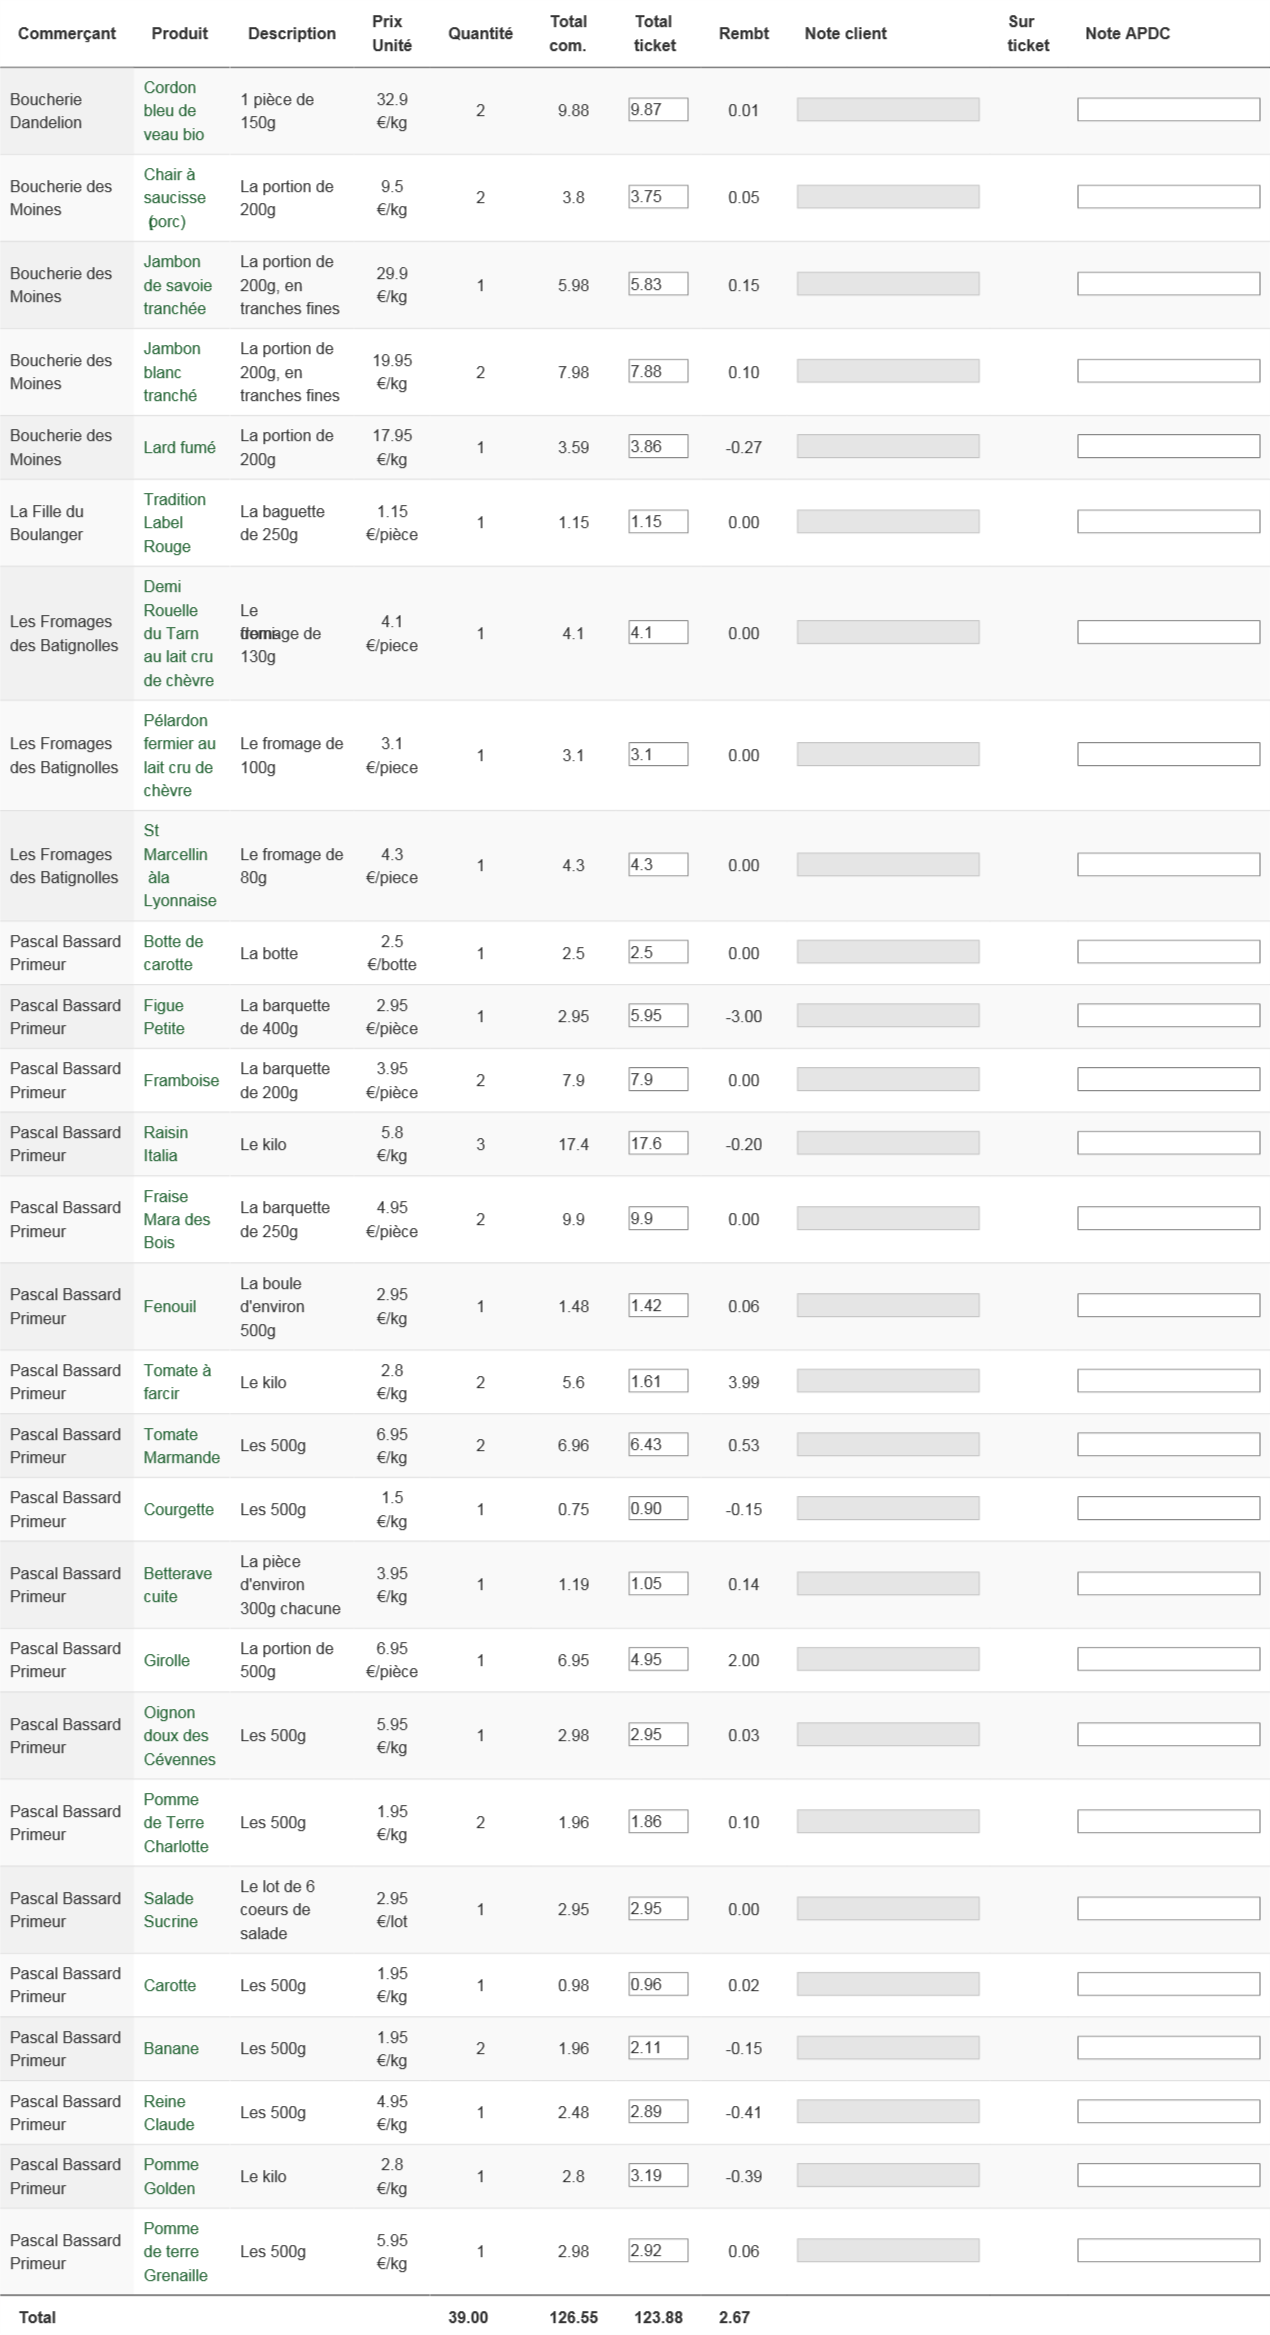 Commerçant Produit Description Prix Unité Quantité Total com. Total ticket Rembt Note client Sur ticket Note APDC
Boucherie Dandelion Cordon bleu de veau bio 1 pièce de 150g 32.9 €/kg 2 9.88 9.87 0.01
Boucherie des Moines Chair à saucisse (porc) La portion de 200g 9.5 €/kg 2 3.8 3.75 0.05
Boucherie des Moines Jambon de savoie tranchée La portion de 200g, en tranches fines 29.9 €/kg 1 5.98 5.83 0.15
Boucherie des Moines Jambon blanc tranché La portion de 200g, en tranches fines 19.95 €/kg 2 7.98 7.88 0.10
Boucherie des Moines Lard fumé La portion de 200g 17.95 €/kg 1 3.59 3.86 -0.27
La Fille du Boulanger Tradition Label Rouge La baguette de 250g 1.15 €/pièce 1 1.15 1.15 0.00
Les Fromages des Batignolles Demi Rouelle du Tarn au lait cru de chèvre Le fromage de 130g 4.1 €/piece 1 4.1 4.1 0.00
Les Fromages des Batignolles Pélardon fermier au lait cru de chèvre Le fromage de 100g 3.1 €/piece 1 3.1 3.1 0.00
Les Fromages des Batignolles St Marcellin àla Lyonnaise Le fromage de 80g 4.3 €/piece 1 4.3 4.3 0.00
Pascal Bassard Primeur Botte de carotte La botte 2.5 €/botte 1 2.5 2.5 0.00
Pascal Bassard Primeur Figue Petite La barquette de 400g 2.95 €/pièce 1 2.95 5.95 -3.00
Pascal Bassard Primeur Framboise La barquette de 200g 3.95 €/pièce 2 7.9 7.9 0.00
Pascal Bassard Primeur Raisin Italia Le kilo 5.8 €/kg 3 17.4 17.6 -0.20
Pascal Bassard Primeur Fraise Mara des Bois La barquette de 250g 4.95 €/pièce 2 9.9 9.9 0.00
Pascal Bassard Primeur Fenouil La boule d'environ 500g 2.95 €/kg 1 1.48 1.42 0.06
Pascal Bassard Primeur Tomate à farcir Le kilo 2.8 €/kg 2 5.6 1.61 3.99
Pascal Bassard Primeur Tomate Marmande Les 500g 6.95 €/kg 2 6.96 6.43 0.53
Pascal Bassard Primeur Courgette Les 500g 1.5 €/kg 1 0.75 0.90 -0.15
Pascal Bassard Primeur Betterave cuite La pièce d'environ 300g chacune 3.95 €/kg 1 1.19 1.05 0.14
Pascal Bassard Primeur Girolle La portion de 500g 6.95 €/pièce 1 6.95 4.95 2.00
Pascal Bassard Primeur Oignon doux des Cévennes Les 500g 5.95 €/kg 1 2.98 2.95 0.03
Pascal Bassard Primeur Pomme de Terre Charlotte Les 500g 1.95 €/kg 2 1.96 1.86 0.10
Pascal Bassard Primeur Salade Sucrine Le lot de 6 coeurs de salade 2.95 €/lot 1 2.95 2.95 0.00
Pascal Bassard Primeur Carotte Les 500g 1.95 €/kg 1 0.98 0.96 0.02
Pascal Bassard Primeur Banane Les 500g 1.95 €/kg 2 1.96 2.11 -0.15
Pascal Bassard Primeur Reine Claude Les 500g 4.95 €/kg 1 2.48 2.89 -0.41
Pascal Bassard Primeur Pomme Golden Le kilo 2.8 €/kg 1 2.8 3.19 -0.39
Pascal Bassard Primeur Pomme de terre Grenaille Les 500g 5.95 €/kg 1 2.98 2.92 0.06
Total 39.00 126.55 123.88 2.67